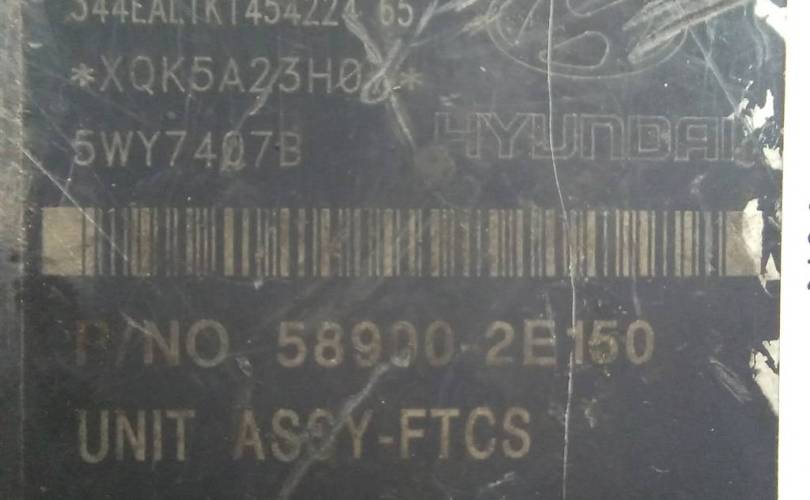 *XQK5A23H0
5WY7407B
HYUNDAI
P/NO 58900-2E150
UNIT ASSY-FTCS